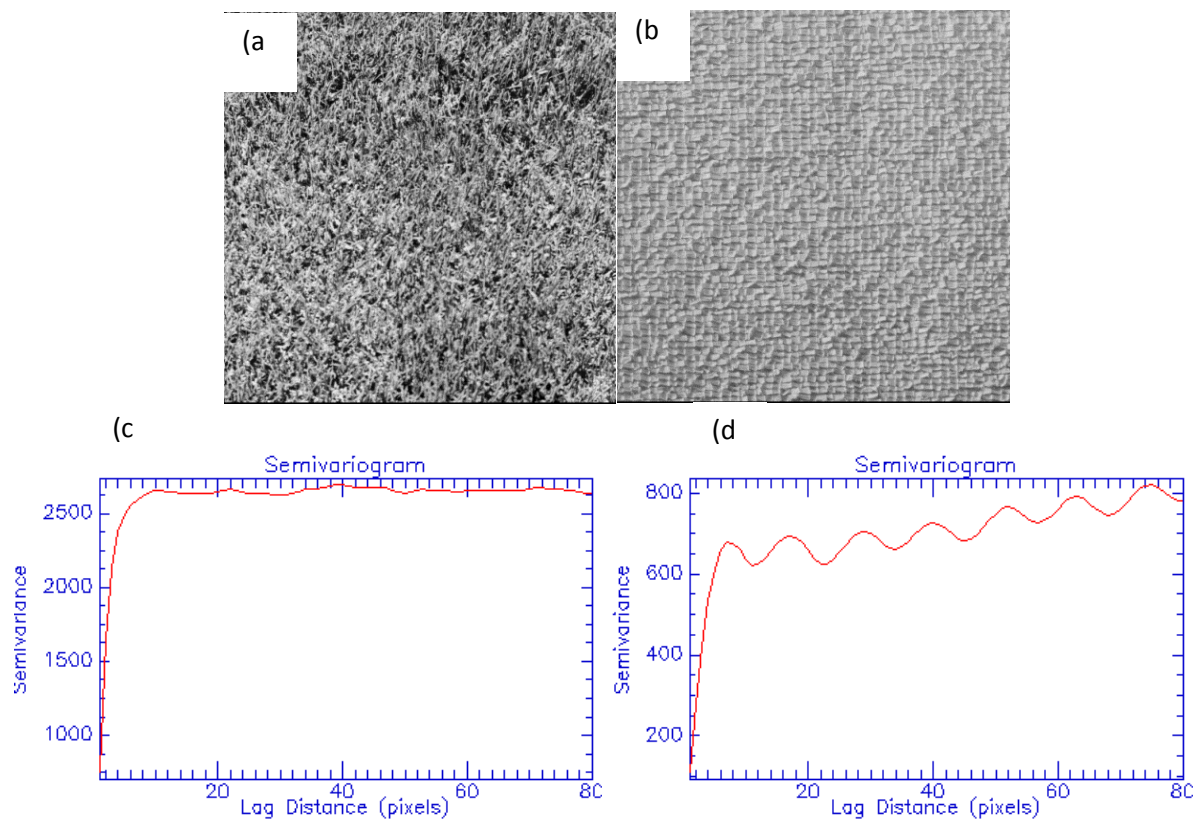 (a
(b
(c
(d
Semivariogram
Semivariance
2500
2000
1500
1000
20
40
60
80
Lag Distance (pixels)
Semivariogram
Semivariance
800
600
400
200
20
40
60
80
Lag Distance (pixels)